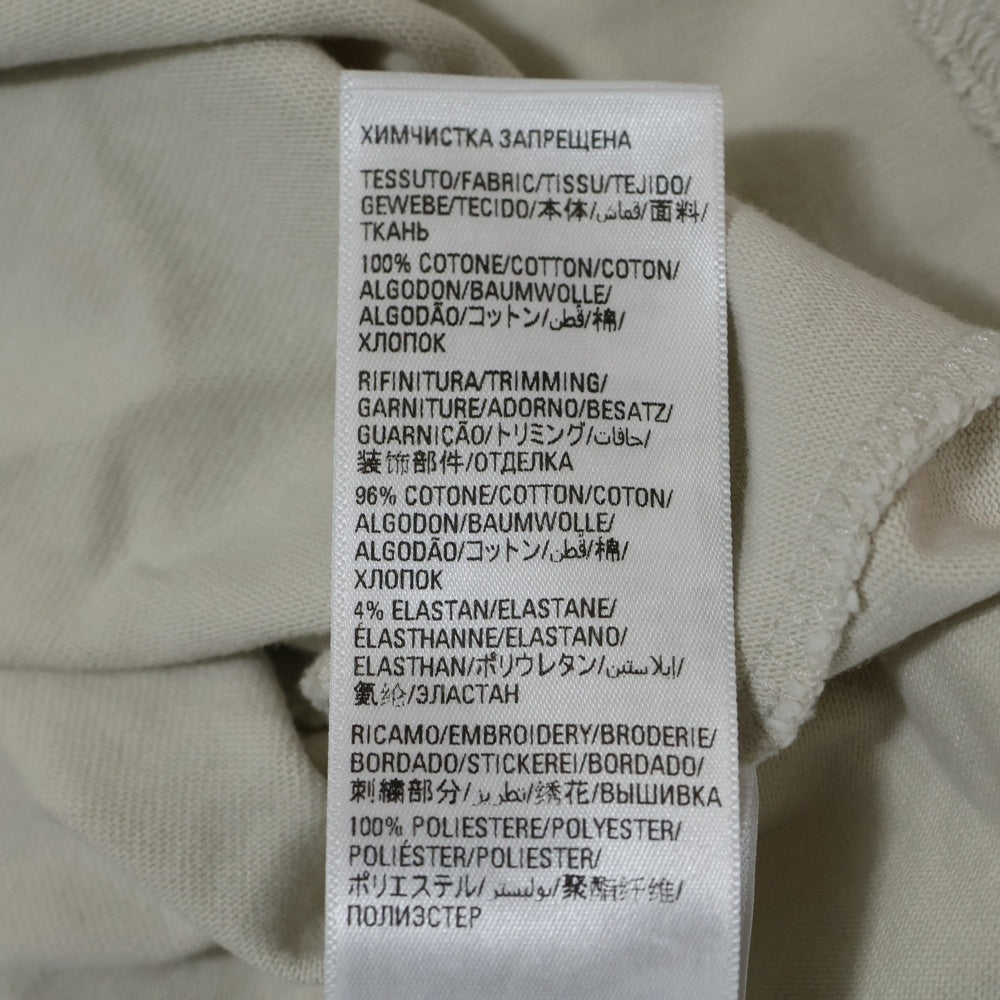 ХИМЧИСТКА ЗАПРЕЩЕНА
TESSUTO/FABRIC/TISSU/TEJIDO/
GEWEBE/TECIDO/本体/قماش/面料/
ТКАНЬ
100% COTONE/COTTON/COTON/
ALGODON/BAUMWOLLE/
ALGODÃO/コットン/قطن/棉/
ХЛОПОК
RIFINITURA/TRIMMING/
GARNITURE/ADORNO/BESATZ/
GUARNICÃO/トリミング/حافات/
装饰部件/ОТДЕЛКА
96% COTONE/COTTON/COTON/
ALGODON/BAUMWOLLE/
ALGODÃO/コットン/قطن/棉/
ХЛОПОК
4% ELASTAN/ELASTANE/
ÉLASTHANNE/ELASTANO/
ELASTHAN/ポリウレタン/إيلاستين/
氨纶/ЭЛАСТАН
RICAMO/EMBROIDERY/BRODERIE/
BORDADO/STICKEREI/BORDADO/
刺繍部分/تطريز/绣花/ВЫШИВКА
100% POLIESTERE/POLYESTER/
POLIÉSTER/POLIESTER/
ポリエステル/بوليستر/聚酯纤维/
ПОЛИЭСТЕР